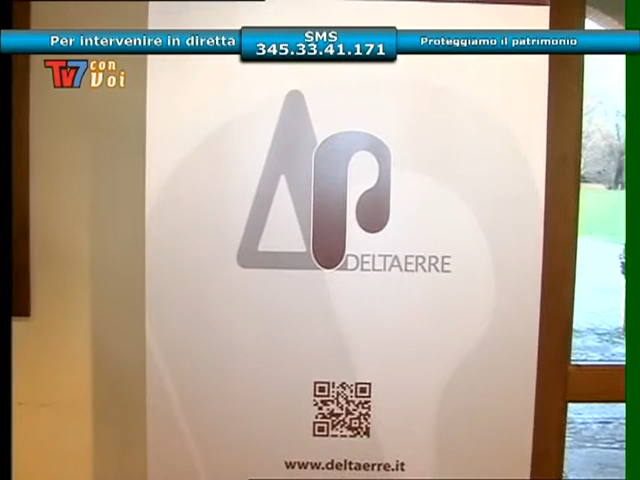 Per intervenire in diretta
SMS
345.33.41.171
Proteggiamo il patrimonio
TV7 con
Voi
DELTAERRE
www.deltaerre.it